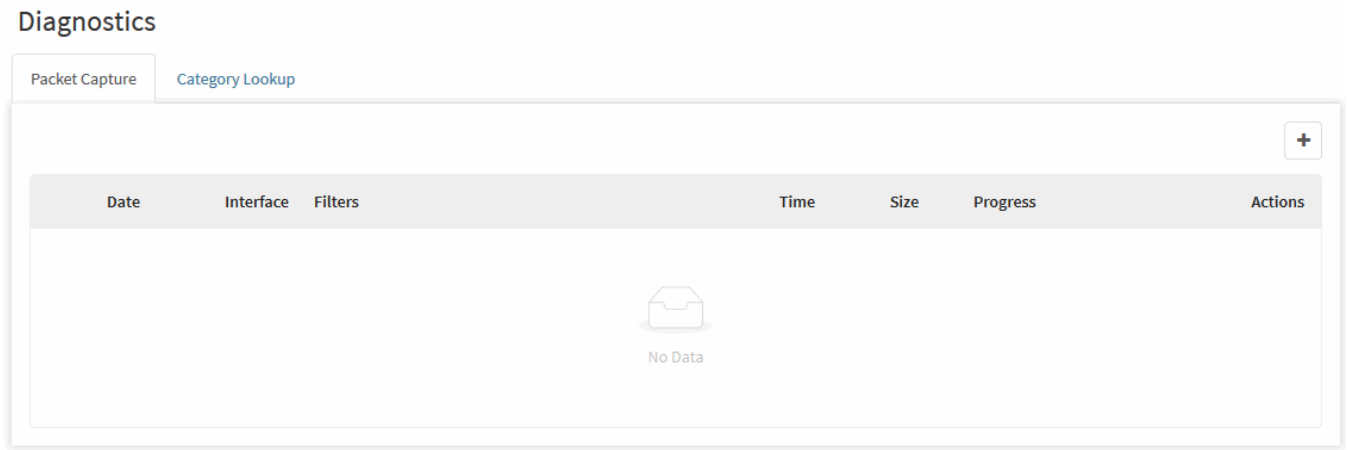 Diagnostics
Packet Capture Category Lookup
+
Date Interface Filters Time Size Progress Actions
No Data